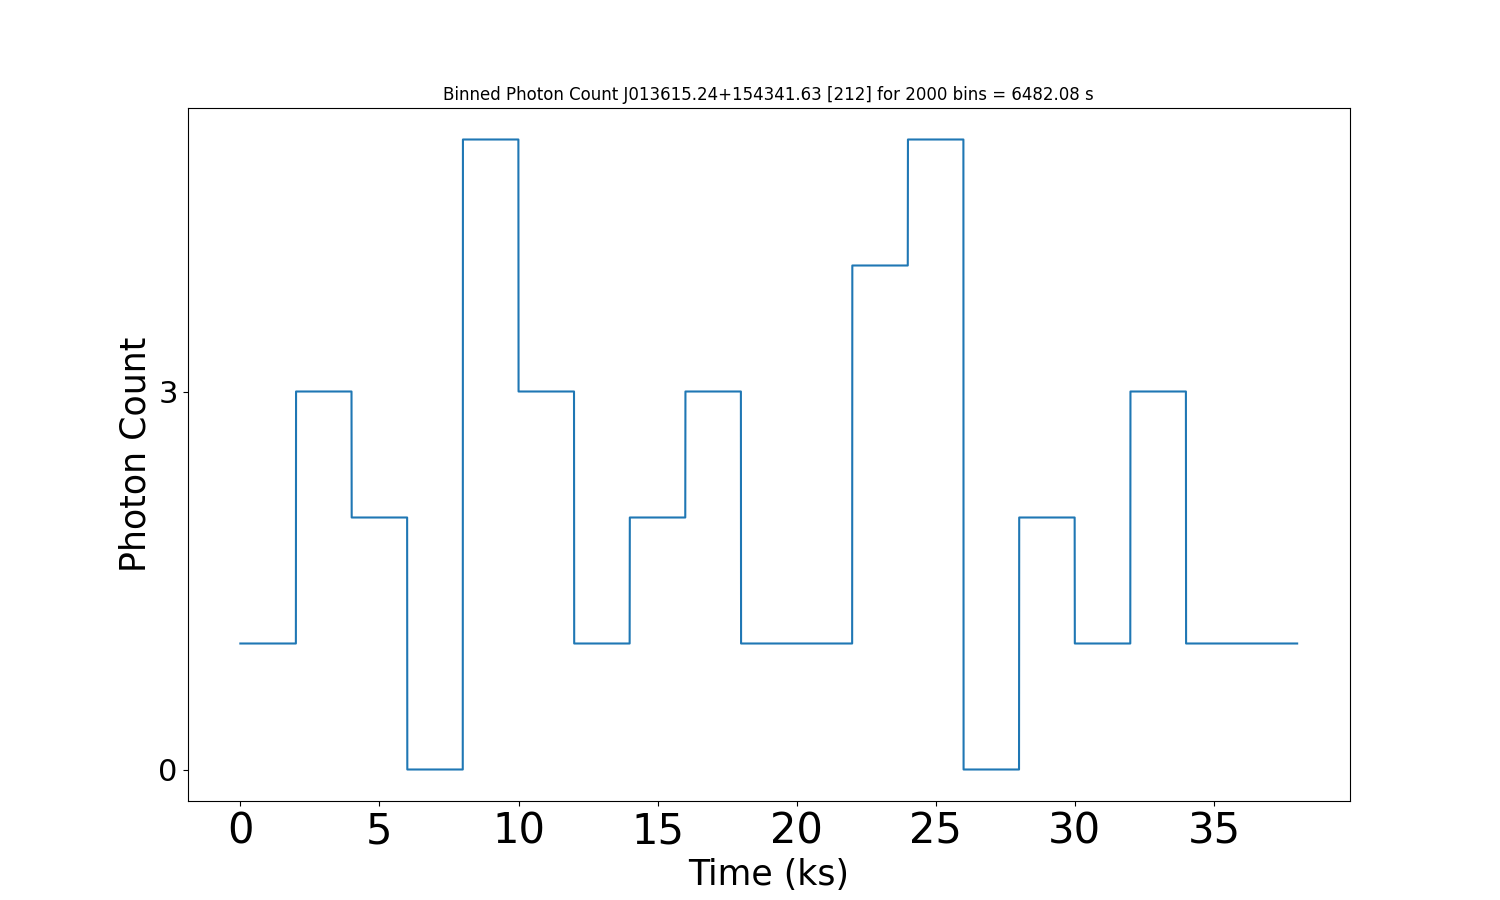 Binned Photon Count J013615.24+154341.63 [212] for 2000 bins = 6482.08 s
Photon Count
3
0
0 5 10 15 20 25 30 35
Time (ks)